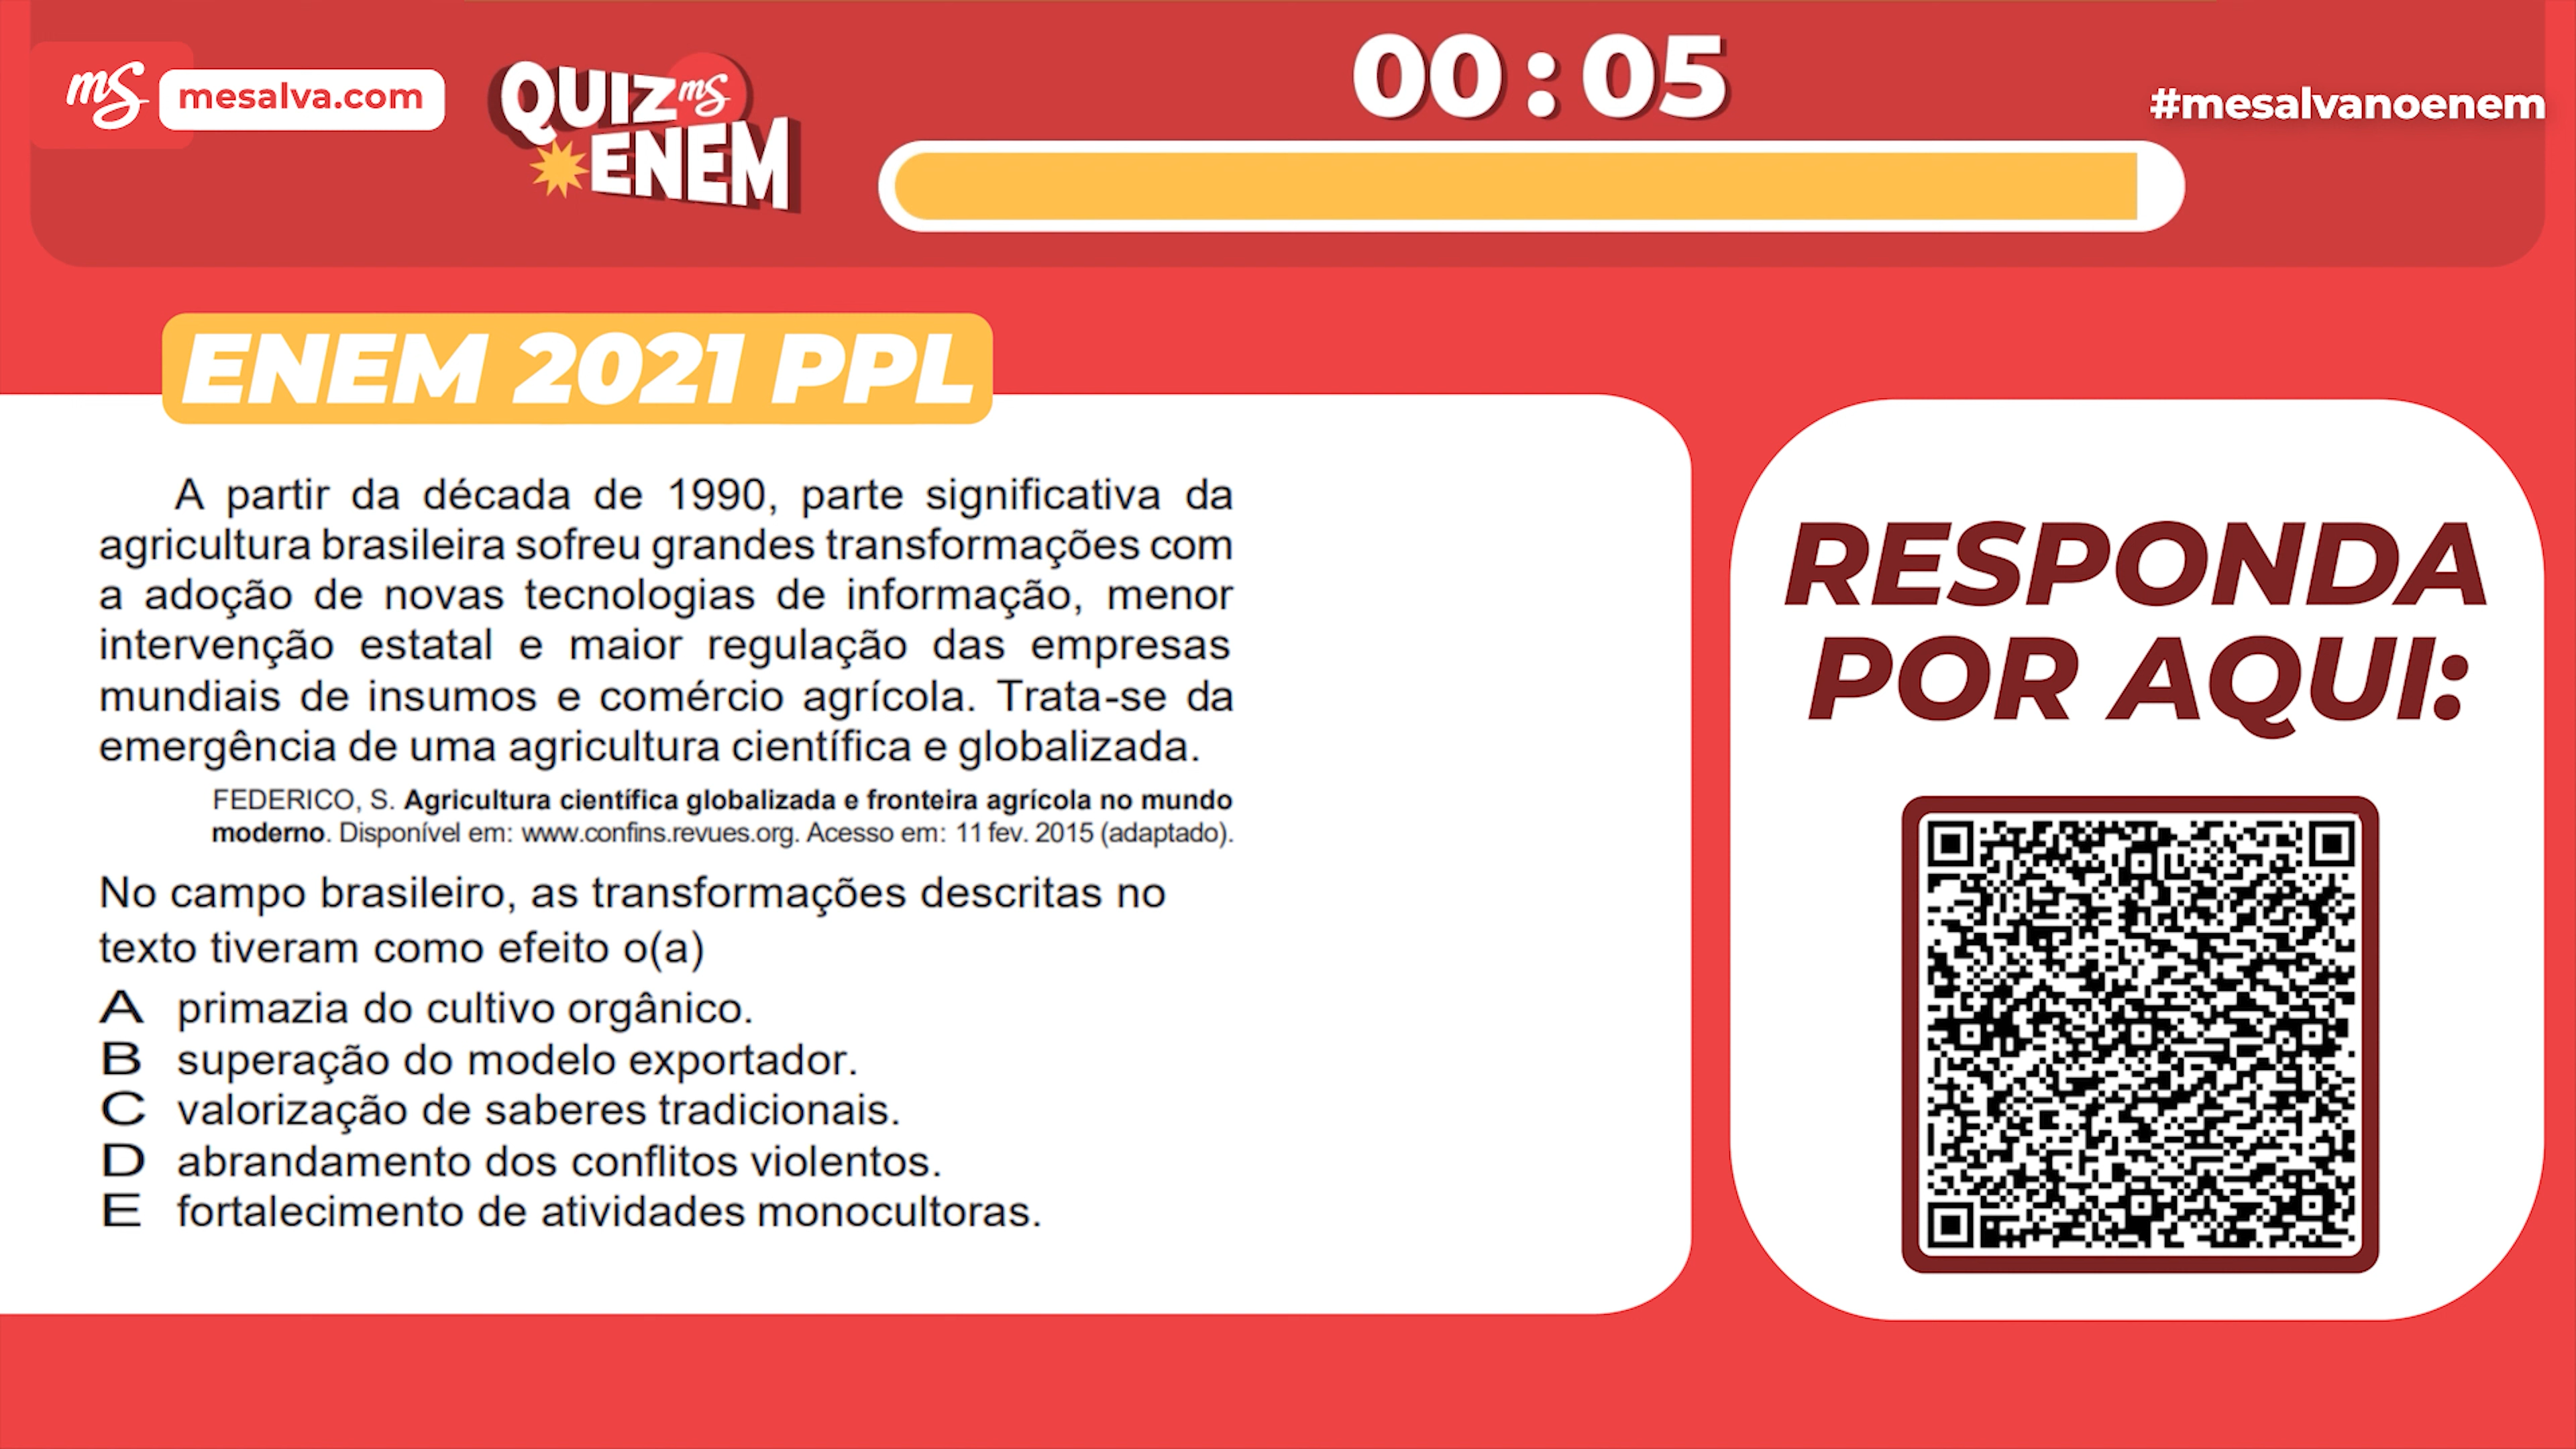 mS mesalva.com
QUIZ mS
ENEM
00:05
#mesalvanoenem
ENEM 2021 PPL
A partir da década de 1990, parte significativa da
agricultura brasileira sofreu grandes transformações com
a adoção de novas tecnologias de informação, menor
intervenção estatal e maior regulação das empresas
mundiais de insumos e comércio agrícola. Trata-se da
emergência de uma agricultura científica e globalizada.
FEDERICO, S. Agricultura científica globalizada e fronteira agrícola no mundo
moderno. Disponível em: www.confins.revues.org. Acesso em: 11 fev. 2015 (adaptado).
No campo brasileiro, as transformações descritas no
texto tiveram como efeito o(a)
A primazia do cultivo orgânico.
B superação do modelo exportador.
C valorização de saberes tradicionais.
D abrandamento dos conflitos violentos.
E fortalecimento de atividades monocultoras.
RESPONDA
POR AQUI: